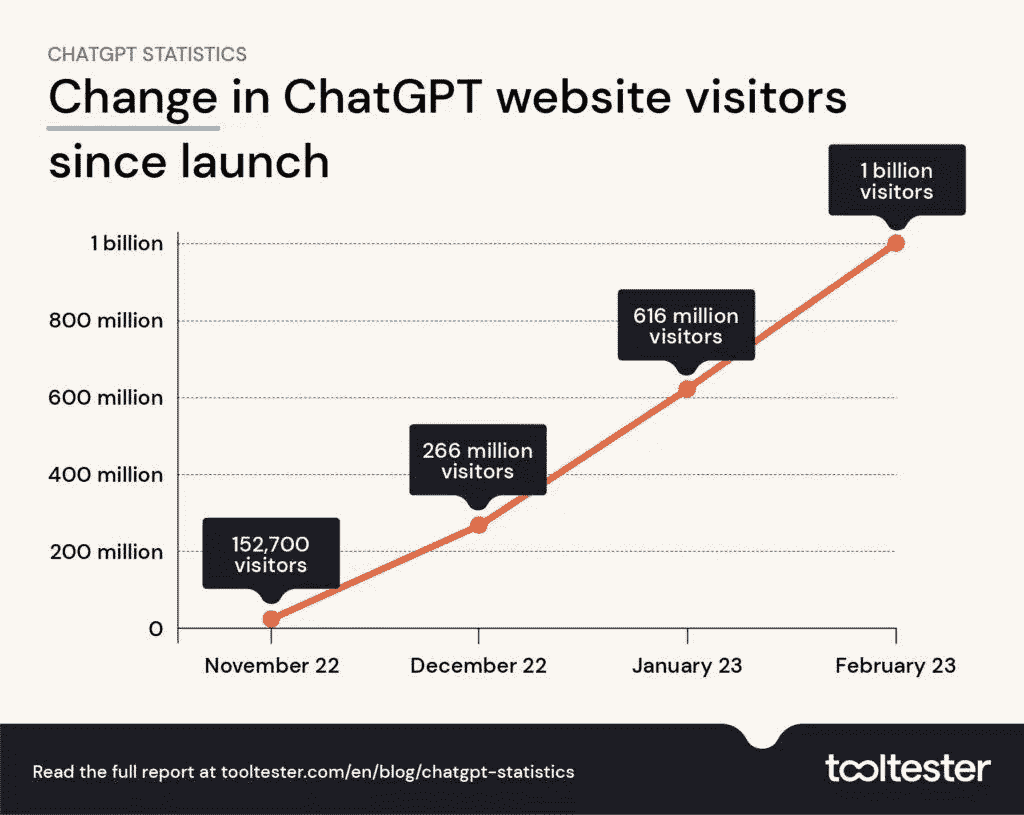 CHATGPT STATISTICS
Change in ChatGPT website visitors
since launch
1 billion
visitors
1 billion
616 million
visitors
800 million
600 million
266 million
visitors
400 million
152,700
visitors
200 million
0
November 22
December 22
January 23
February 23
Read the full report at tooltester.com/en/blog/chatgpt-statistics
tooltester